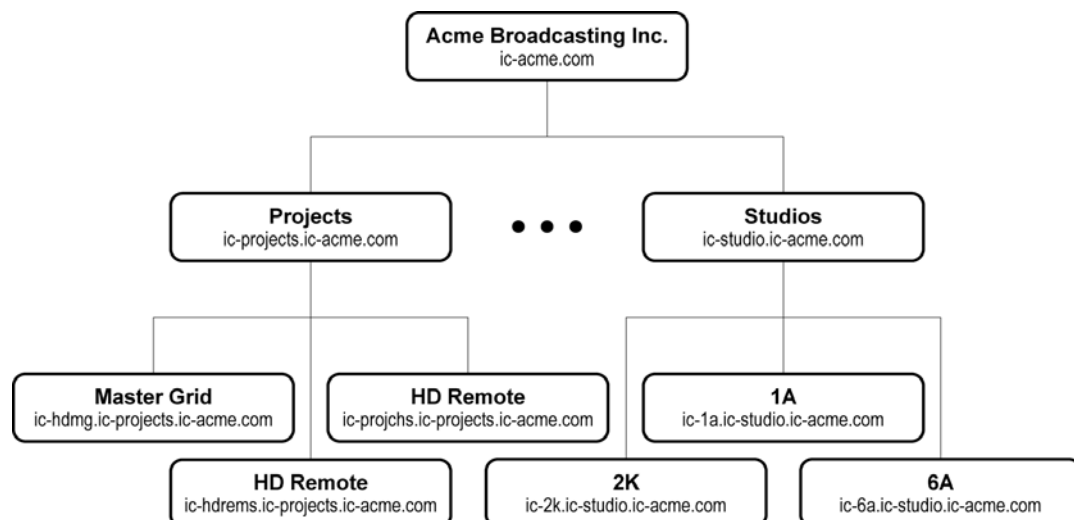 Acme Broadcasting Inc.
ic-acme.com
Projects
ic-projects.ic-acme.com
Studios
ic-studio.ic-acme.com
Master Grid
ic-hdmg.ic-projects.ic-acme.com
HD Remote
ic-projchs.ic-projects.ic-acme.com
1A
ic-1a.ic-studio.ic-acme.com
HD Remote
ic-hdrems.ic-projects.ic-acme.com
2K
ic-2k.ic-studio.ic-acme.com
6A
ic-6a.ic-studio.ic-acme.com